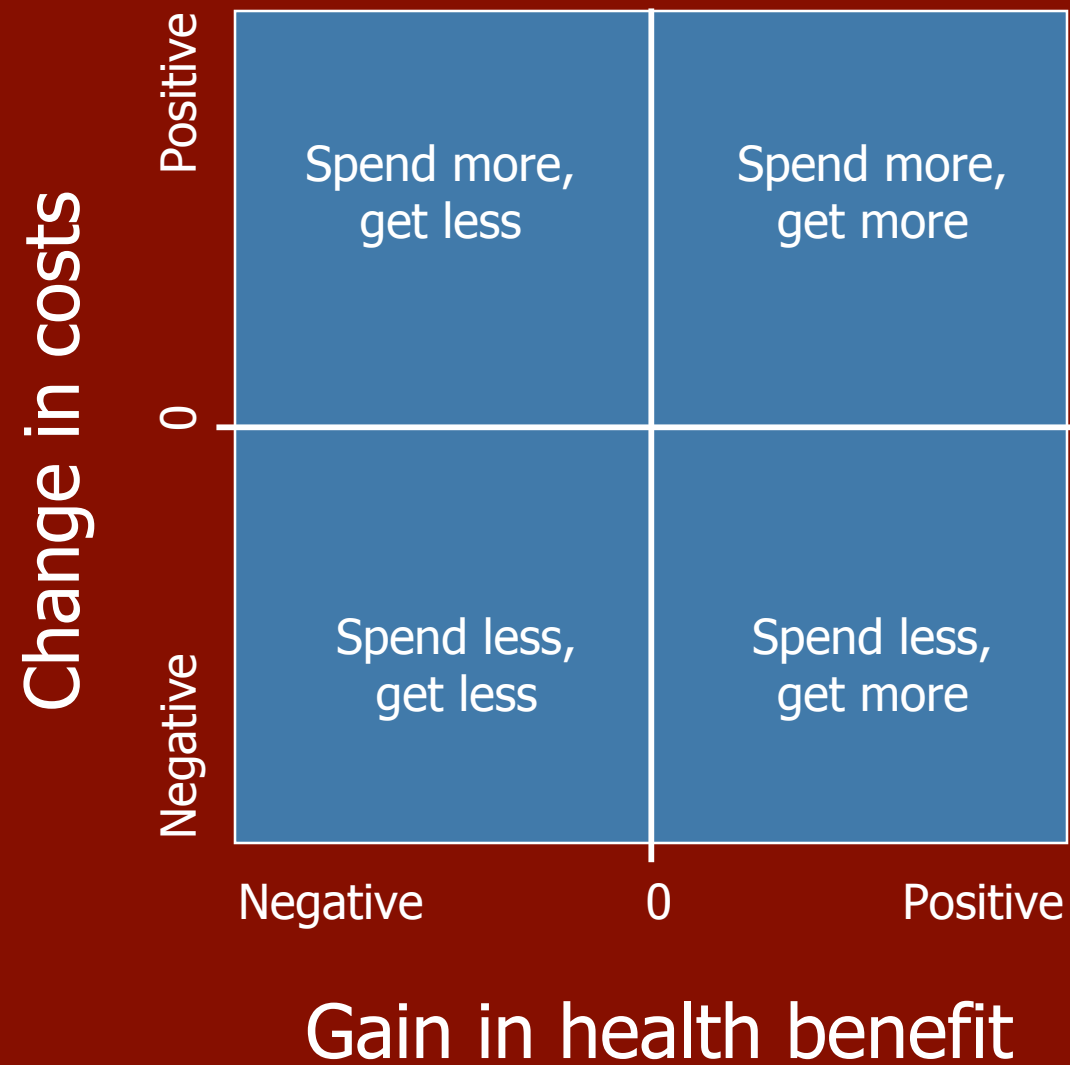 Change in costs
Positive
0
Negative
Spend more,
get less
Spend more,
get more
Spend less,
get less
Spend less,
get more
Negative
0
Positive
Gain in health benefit